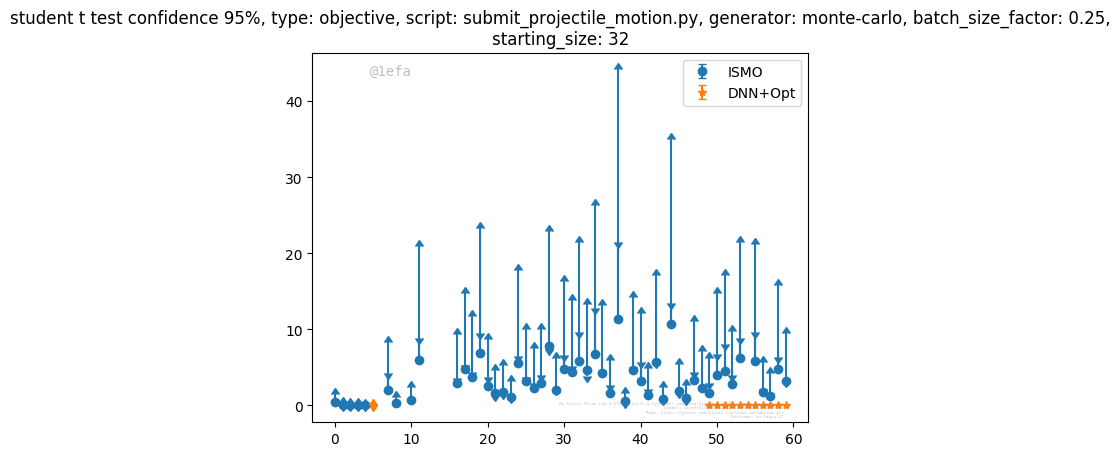 student t test confidence 95%, type: objective, script: submit_projectile_motion.py, generator: monte-carlo, batch_size_factor: 0.25,
starting_size: 32
@1efa
ISMO
DNN+Opt
40
30
20
10
0
0 10 20 30 40 50 60